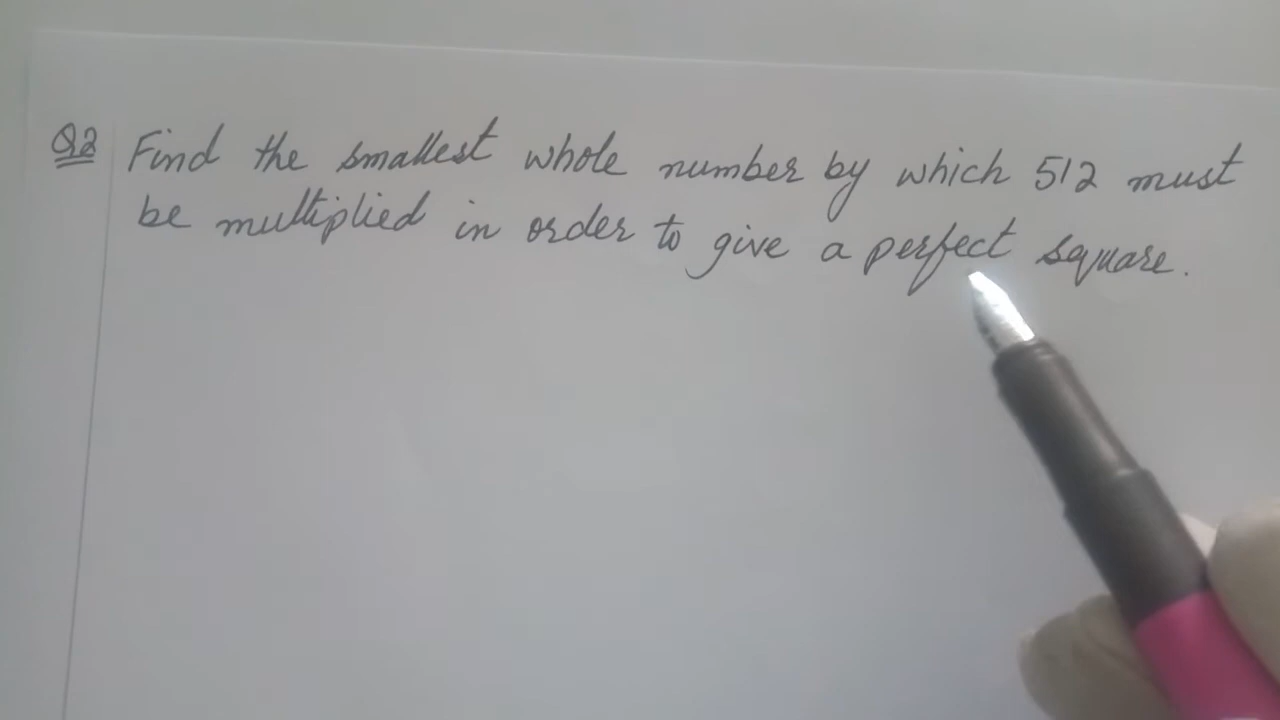 Q2 Find the smallest whole number by which 512 must
be multiplied in order to give a perfect square.